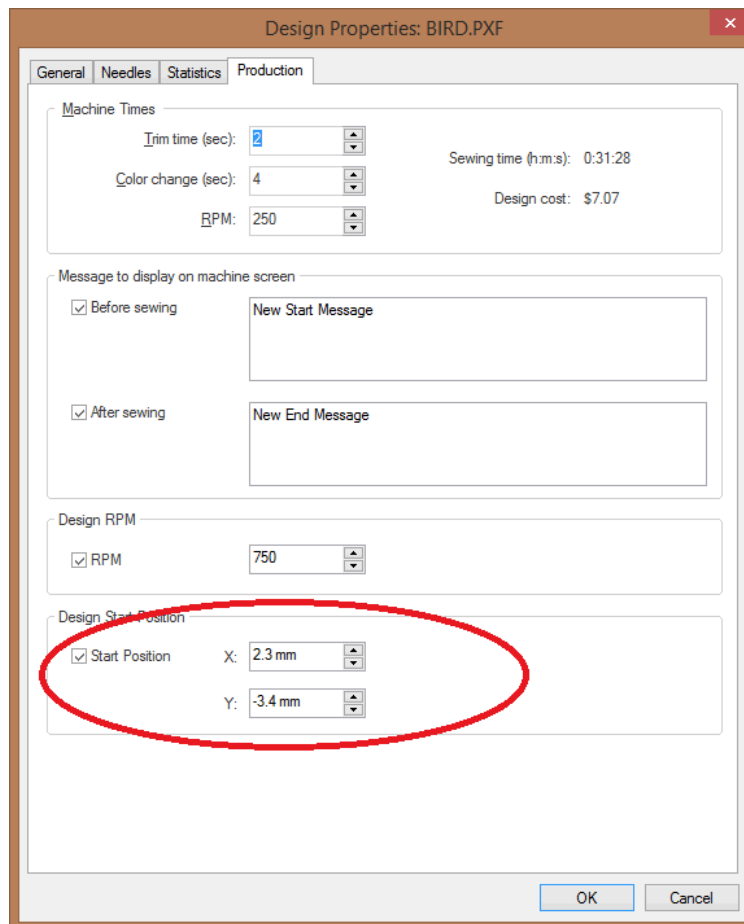 Design Properties: BIRD.PXF
General Needles Statistics Production
Machine Times
Trim time (sec): 2
Sewing time (h:m:s): 0:31:28
Color change (sec): 4
Design cost: $7.07
RPM: 250
Message to display on machine screen
Before sewing New Start Message
After sewing New End Message
Design RPM
RPM 750
Design Start Position
Start Position X: 2.3 mm
Y: -3.4 mm
OK Cancel